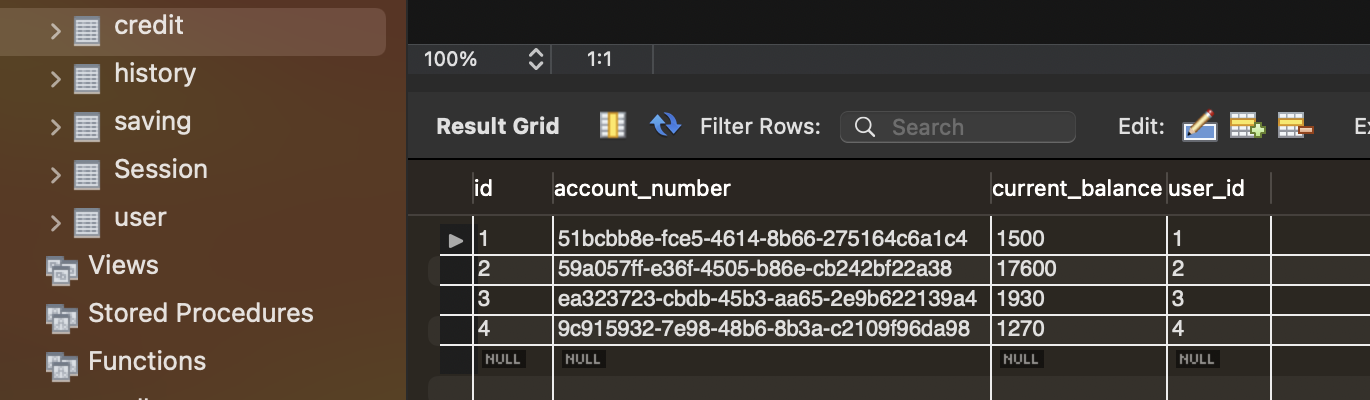 credit
history
saving
Session
user
Views
Stored Procedures
Functions
100% 1:1
Result Grid Filter Rows: Search Edit:
id account_number current_balance user_id
1 51bcbb8e-fce5-4614-8b66-275164c6a1c4 1500 1
2 59a057ff-e36f-4505-b86e-cb242bf22a38 17600 2
3 ea323723-cbdb-45b3-aa65-2e9b622139a4 1930 3
4 9c915932-7e98-48b6-8b3a-c2109f96da98 1270 4
NULL NULL NULL NULL